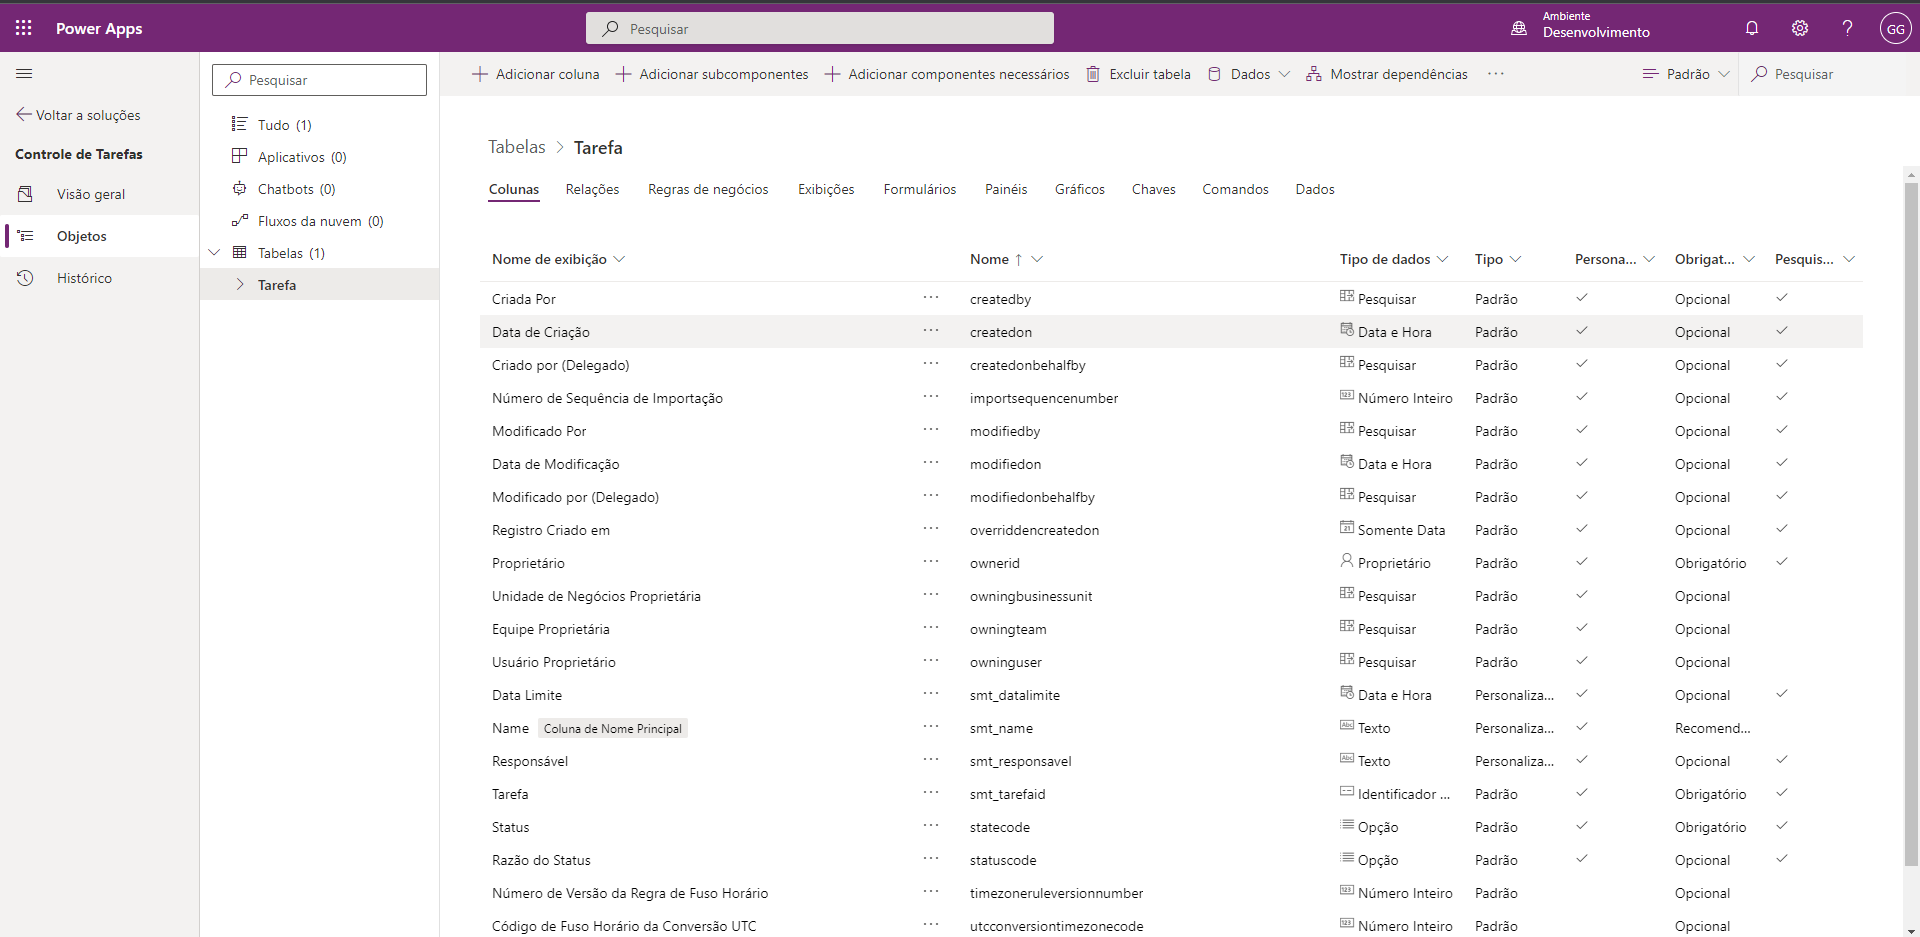 Power Apps
Pesquisar
Ambiente
Desenvolvimento
?
GG
Voltar a soluções
Controle de Tarefas
Visão geral
Objetos
Histórico
Pesquisar
Tudo (1)
Aplicativos (0)
Chatbots (0)
Fluxos da nuvem (0)
Tabelas (1)
Tarefa
Adicionar coluna Adicionar subcomponentes Adicionar componentes necessários Excluir tabela Dados Mostrar dependências ··· Padrão Pesquisar
Tabelas > Tarefa
Colunas Relações Regras de negócios Exibições Formulários Painéis Gráficos Chaves Comandos Dados
Nome de exibição Nome ↑ Tipo de dados Tipo Persona... Obrigat... Pesquis...
Criada Por ··· createdby Pesquisar Padrão ✓ Opcional ✓
Data de Criação ··· createdon Data e Hora Padrão ✓ Opcional ✓
Criado por (Delegado) ··· createdonbehalfby Pesquisar Padrão ✓ Opcional ✓
Número de Sequência de Importação ··· importsequencenumber 123 Número Inteiro Padrão ✓ Opcional ✓
Modificado Por ··· modifiedby Pesquisar Padrão ✓ Opcional ✓
Data de Modificação ··· modifiedon Data e Hora Padrão ✓ Opcional ✓
Modificado por (Delegado) ··· modifiedonbehalfby Pesquisar Padrão ✓ Opcional ✓
Registro Criado em ··· overriddencreatedon 21 Somente Data Padrão ✓ Opcional ✓
Proprietário ··· ownerid Proprietário Padrão ✓ Obrigatório ✓
Unidade de Negócios Proprietária ··· owningbusinessunit Pesquisar Padrão ✓ Opcional
Equipe Proprietária ··· owningteam Pesquisar Padrão ✓ Opcional
Usuário Proprietário ··· owninguser Pesquisar Padrão ✓ Opcional
Data Limite ··· smt_datalimite Data e Hora Personaliza... ✓ Opcional ✓
Name Coluna de Nome Principal ··· smt_name Abc Texto Personaliza... ✓ Recomend...
Responsável ··· smt_responsavel Abc Texto Personaliza... ✓ Opcional ✓
Tarefa ··· smt_tarefaid Identificador ... Padrão ✓ Obrigatório ✓
Status ··· statecode Opção Padrão ✓ Obrigatório ✓
Razão do Status ··· statuscode Opção Padrão ✓ Opcional ✓
Número de Versão da Regra de Fuso Horário ··· timezoneruleversionnumber 123 Número Inteiro Padrão Opcional
Código de Fuso Horário da Conversão UTC ··· utcconversiontimezonecode 123 Número Inteiro Padrão Opcional